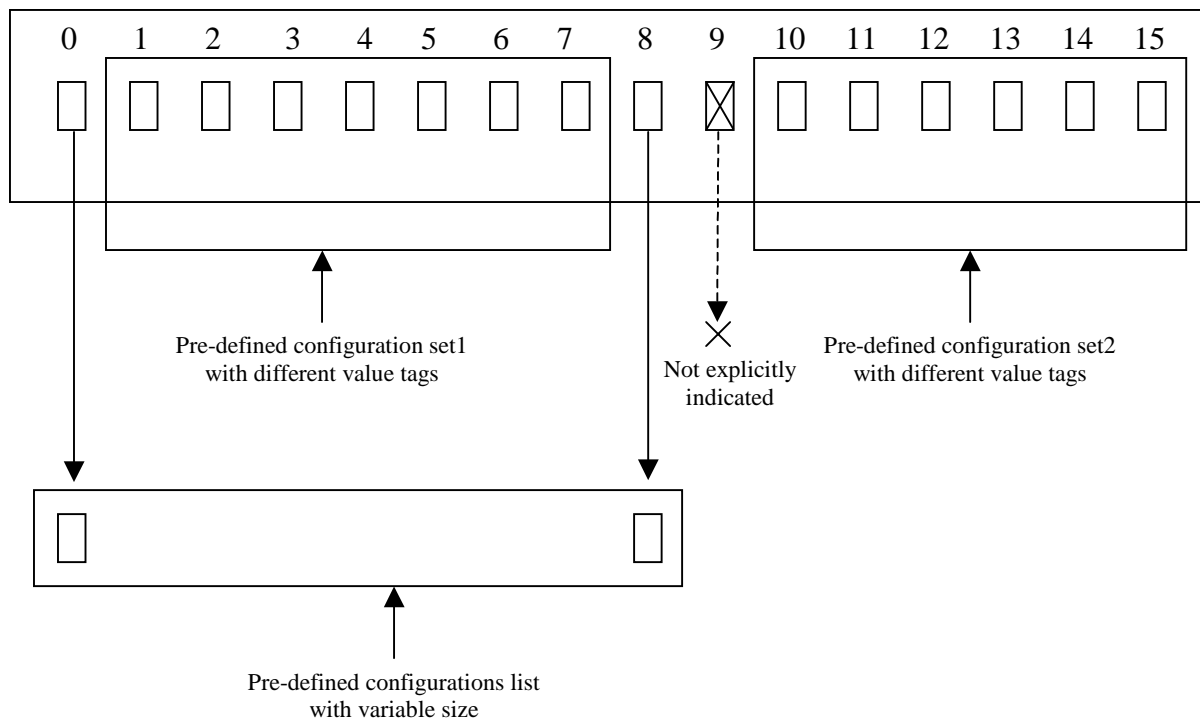 0 1 2 3 4 5 6 7 8 9 10 11 12 13 14 15
Pre-defined configuration set1
with different value tags
Not explicitly
indicated
Pre-defined configuration set2
with different value tags
Pre-defined configurations list
with variable size